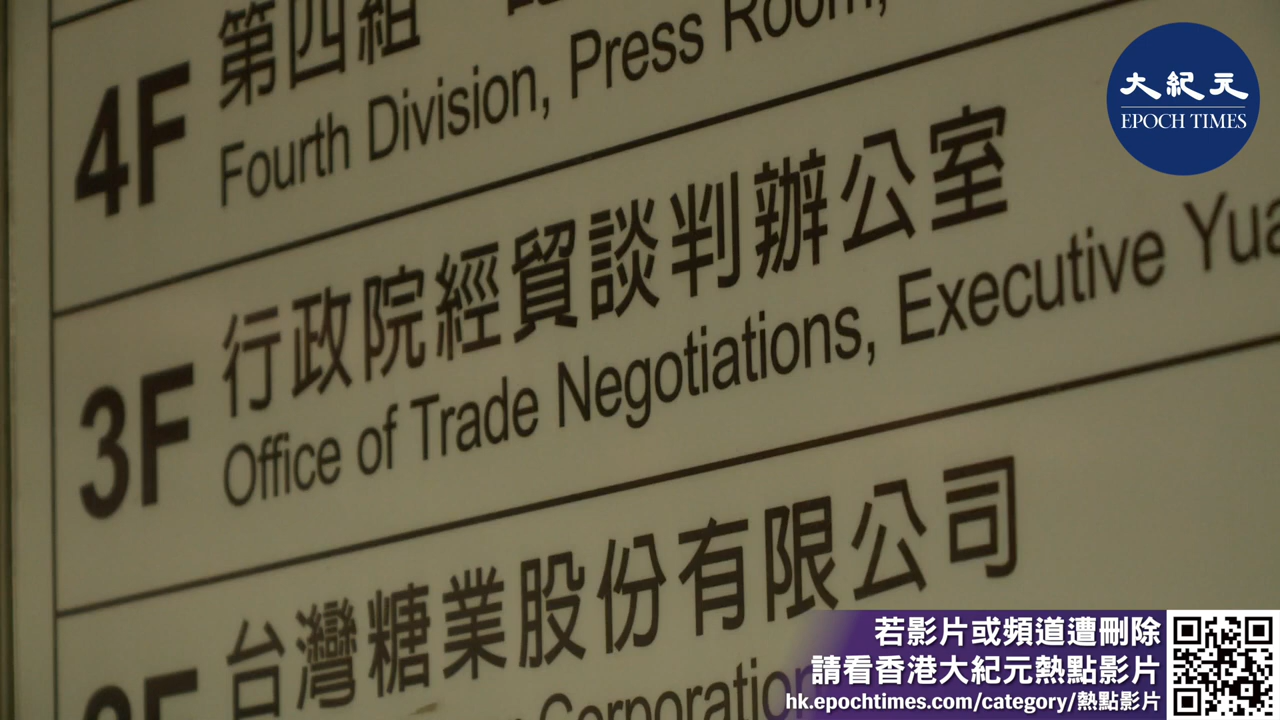 4F 第四組
Fourth Division, Press Room,
3F 行政院經貿談判辦公室
Office of Trade Negotiations, Executive
台灣糖業股份有限公司
Corporation
大紀元
EPOCH TIMES
若影片或頻道遭刪除
請看香港大紀元熱點影片
hk.epochtimes.com/category/熱點影片